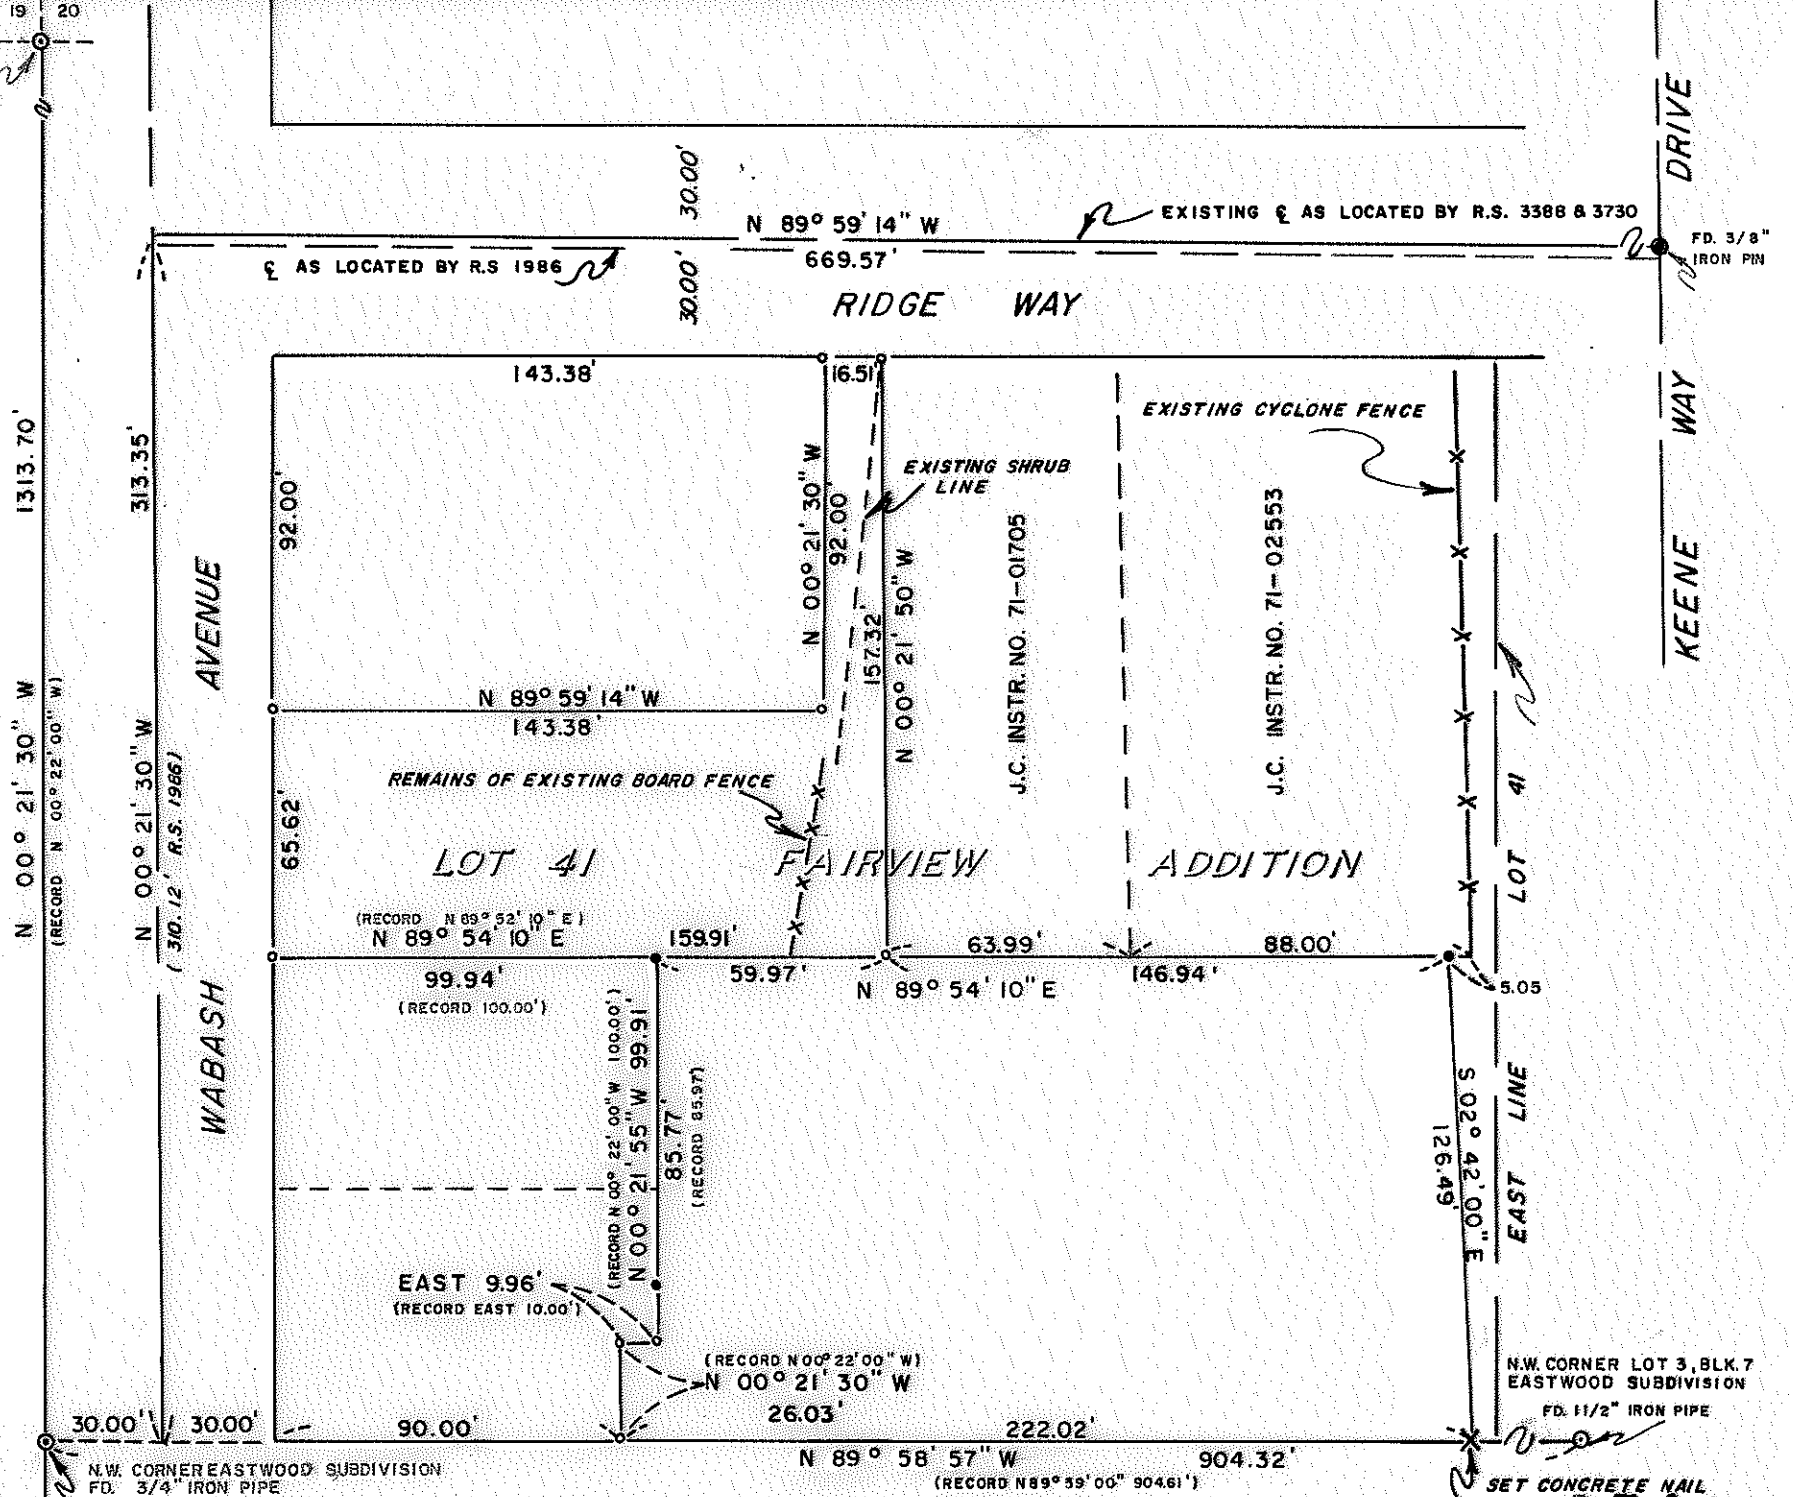 19 20
DRIVE
30.00'
N 89° 59' 14" W
EXISTING ℄ AS LOCATED BY R.S. 3388 & 3730
FD. 3/8"
IRON PIN
℄ AS LOCATED BY R.S 1986
30.00'
669.57'
RIDGE WAY
143.38'
16.51'
WAY
KEENE
EXISTING CYCLONE FENCE
EXISTING SHRUB
LINE
1313.70'
N 00° 21' 30" W
(RECORD N 00° 22' 00" W)
313.35'
N 00° 21' 30" W
(310.12' R.S. 1986)
AVENUE
WABASH
92.00'
N 00° 21' 30" W
92.00
157.32'
N 00° 21' 50" W
J.C. INSTR. NO. 71-01705
J.C. INSTR. NO. 71-02553
N 89° 59' 14" W
143.38'
REMAINS OF EXISTING BOARD FENCE
65.62'
LOT 41 FAIRVIEW ADDITION
EAST LINE LOT 41
(RECORD N 89° 52' 10" E)
N 89° 54' 10" E
159.91'
63.99'
88.00'
99.94'
59.97'
N 89° 54' 10" E
146.94'
5.05
(RECORD 100.00')
(RECORD N 00° 22' 00" W 100.00')
N 00° 21' 55" W 99.91'
85.77'
(RECORD 85.97)
S 02° 42' 00" E
126.49'
EAST 9.96'
(RECORD EAST 10.00')
(RECORD N 00° 22' 00" W)
N 00° 21' 30" W
26.03'
N.W. CORNER LOT 3, BLK. 7
EASTWOOD SUBDIVISION
FD. 1 1/2" IRON PIPE
30.00' 30.00'
90.00'
222.02'
N 89° 58' 57" W
904.32'
(RECORD N 89° 59' 00" 904.61')
N.W. CORNER EASTWOOD SUBDIVISION
FD. 3/4" IRON PIPE
SET CONCRETE NAIL